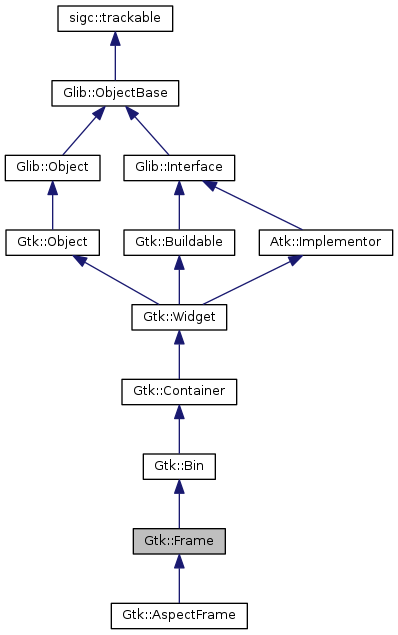 sigc::trackable
Glib::ObjectBase
Glib::Object
Glib::Interface
Gtk::Object
Gtk::Buildable
Atk::Implementor
Gtk::Widget
Gtk::Container
Gtk::Bin
Gtk::Frame
Gtk::AspectFrame